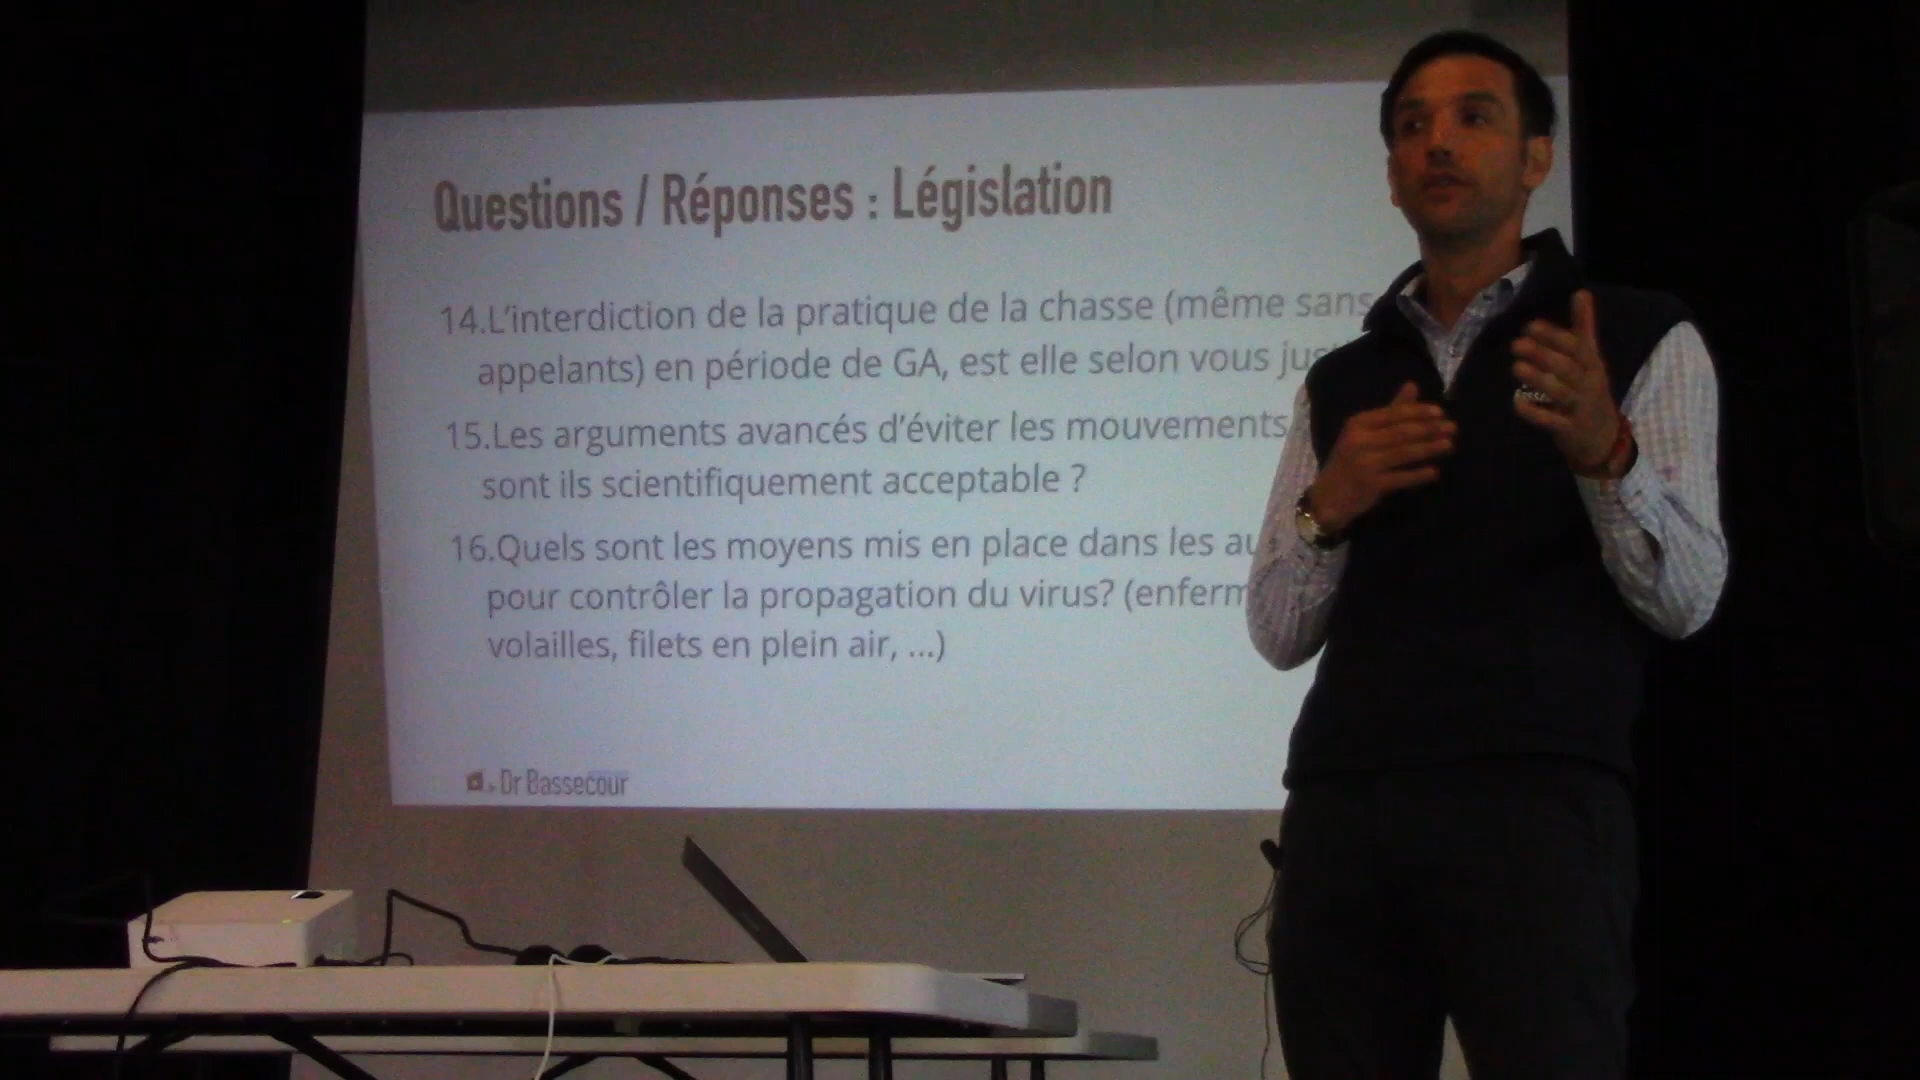 Questions / Réponses : Législation
14.L'interdiction de la pratique de la chasse (même sans
appelants) en période de GA, est elle selon vous
15.Les arguments avancés d'éviter les mouvements
sont ils scientifiquement acceptable ?
16.Quels sont les moyens mis en place dans les
pour contrôler la propagation du virus? (enferm
volailles, filets en plein air, ...)
Dr Bassecour